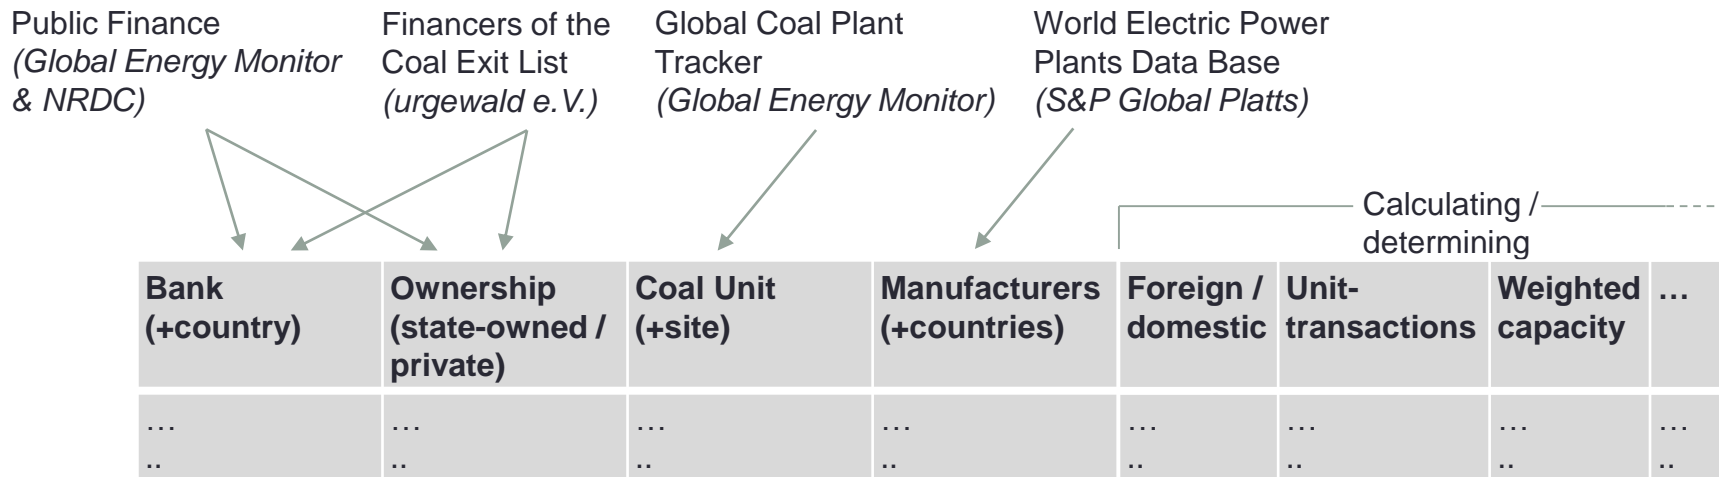 Public Finance
(Global Energy Monitor
& NRDC)
Financers of the
Coal Exit List
(urgewald e.V.)
Global Coal Plant
Tracker
(Global Energy Monitor)
World Electric Power
Plants Data Base
(S&P Global Platts)
Calculating /
determining
Bank
(+country)
Ownership
(state-owned /
private)
Coal Unit
(+site)
Manufacturers
(+countries)
Foreign /
domestic
Unit-
transactions
Weighted
capacity
…
… … … … … … … …
.. .. .. .. .. .. .. ..